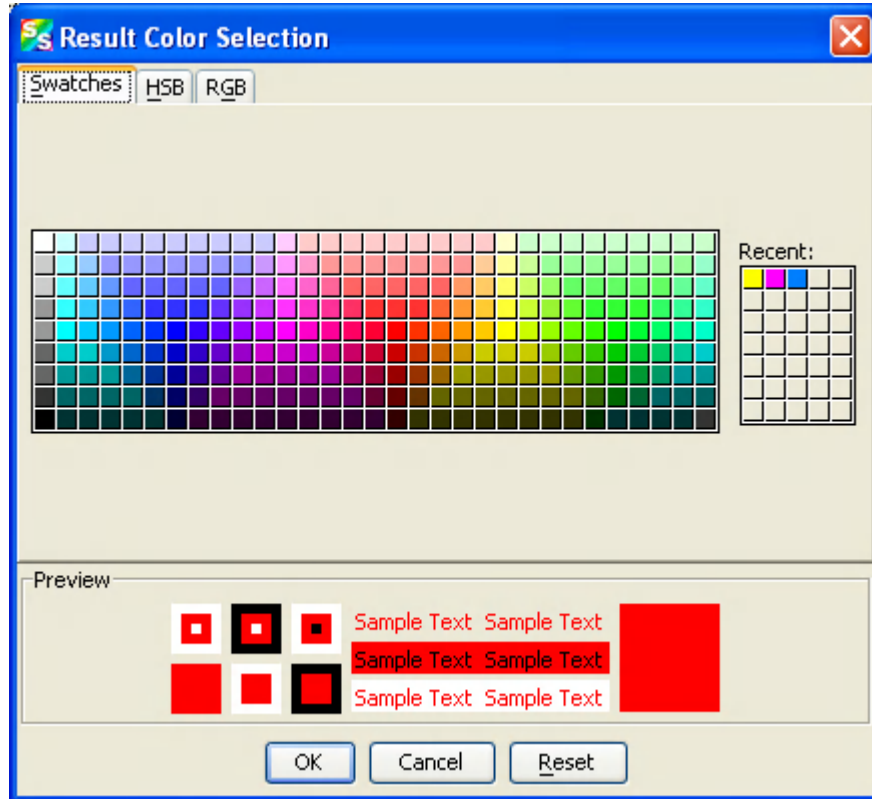 SS Result Color Selection
Swatches HSB RGB
Recent:
Preview
Sample Text Sample Text
Sample Text Sample Text
Sample Text Sample Text
OK Cancel Reset